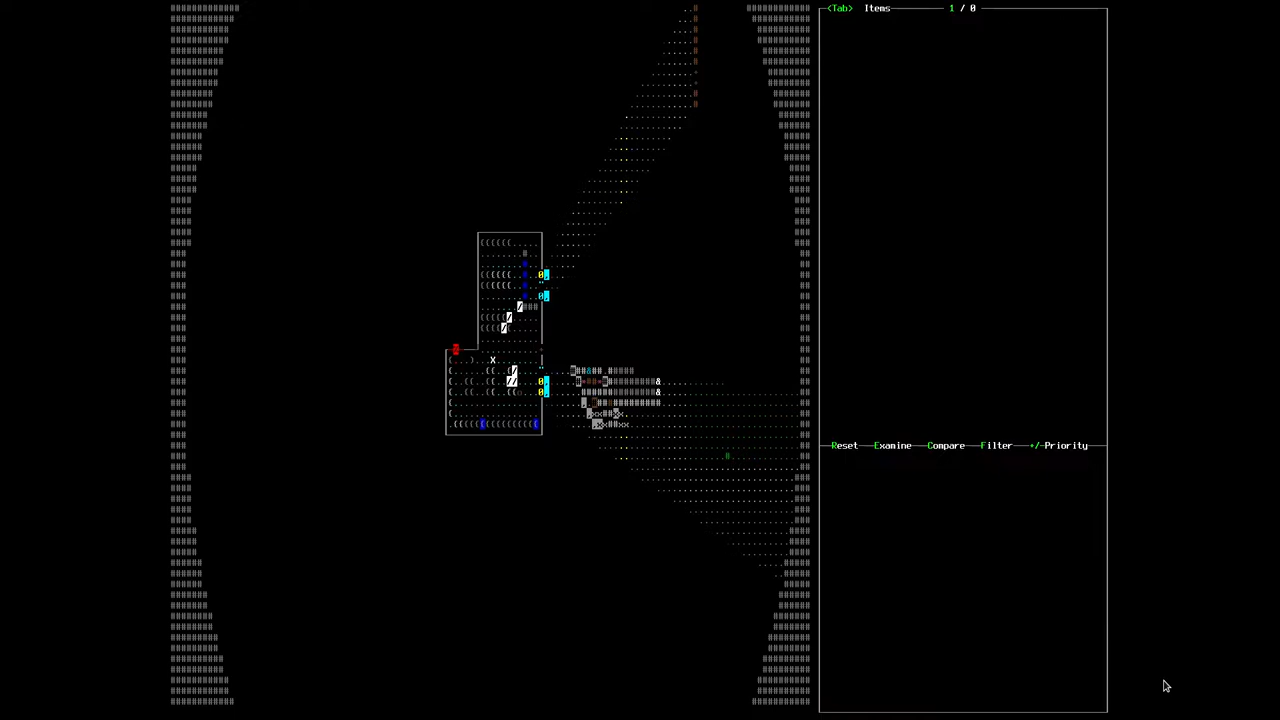 <Tab> Items 1 / 0
Reset Examine Compare Filter +/-Priority